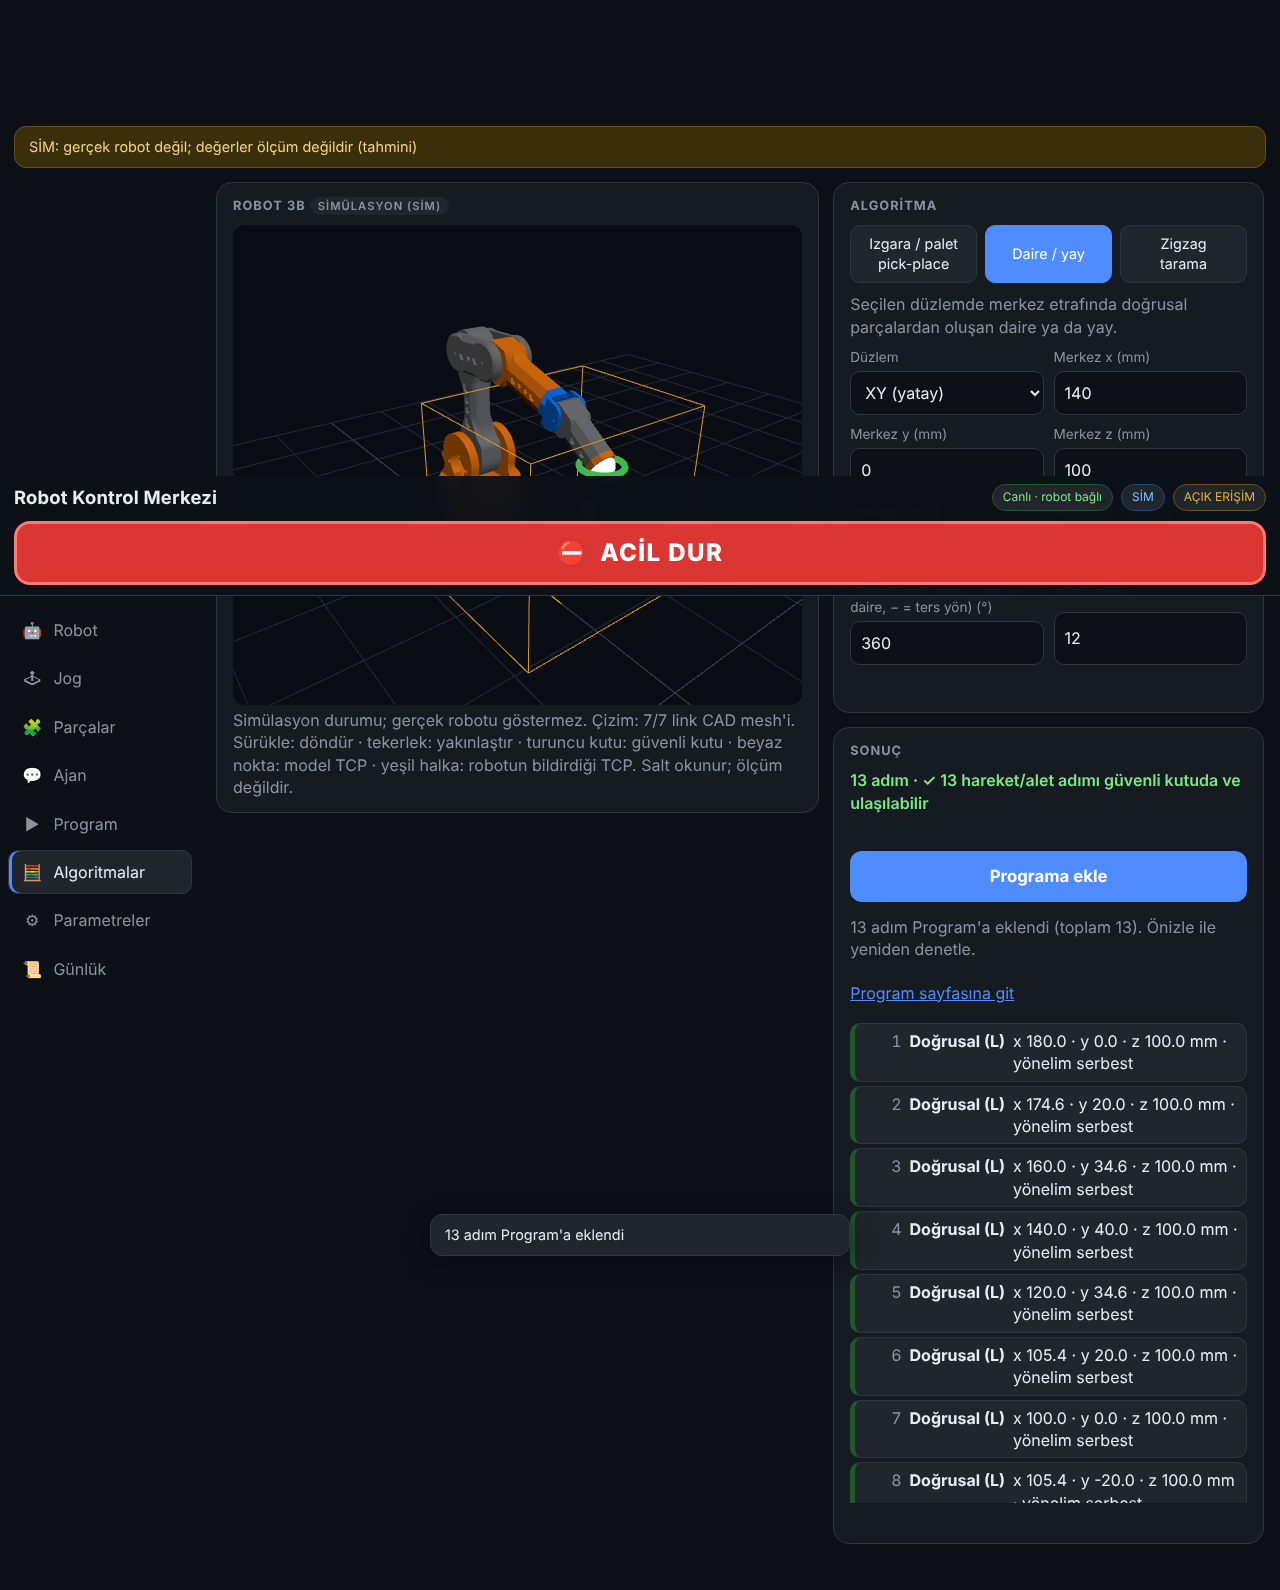 SİM: gerçek robot değil; değerler ölçüm değildir (tahmini)
ROBOT 3B SİMÜLASYON (SİM)
ALGORİTMA
Izgara / palet
pick-place
Daire / yay
Zigzag
tarama
Seçilen düzlemde merkez etrafında doğrusal
parçalardan oluşan daire ya da yay.
Düzlem
Merkez x (mm)
XY (yatay)
140
Merkez y (mm)
Merkez z (mm)
0
100
Robot Kontrol Merkezi
Canlı · robot bağlı
SİM
AÇIK ERİŞİM
⛔ ACİL DUR
daire, − = ters yön) (°)
360
12
🤖 Robot
🕹 Jog
🧩 Parçalar
💬 Ajan
▶ Program
🧮 Algoritmalar
⚙ Parametreler
📜 Günlük
Simülasyon durumu; gerçek robotu göstermez. Çizim: 7/7 link CAD mesh'i.
Sürükle: döndür · tekerlek: yakınlaştır · turuncu kutu: güvenli kutu · beyaz
nokta: model TCP · yeşil halka: robotun bildirdiği TCP. Salt okunur; ölçüm
değildir.
SONUÇ
13 adım · ✓ 13 hareket/alet adımı güvenli kutuda ve
ulaşılabilir
Programa ekle
13 adım Program'a eklendi (toplam 13). Önizle ile
yeniden denetle.
Program sayfasına git
1 Doğrusal (L) x 180.0 · y 0.0 · z 100.0 mm ·
yönelim serbest
2 Doğrusal (L) x 174.6 · y 20.0 · z 100.0 mm ·
yönelim serbest
3 Doğrusal (L) x 160.0 · y 34.6 · z 100.0 mm ·
yönelim serbest
4 Doğrusal (L) x 140.0 · y 40.0 · z 100.0 mm ·
yönelim serbest
5 Doğrusal (L) x 120.0 · y 34.6 · z 100.0 mm ·
yönelim serbest
6 Doğrusal (L) x 105.4 · y 20.0 · z 100.0 mm ·
yönelim serbest
7 Doğrusal (L) x 100.0 · y 0.0 · z 100.0 mm ·
yönelim serbest
8 Doğrusal (L) x 105.4 · y -20.0 · z 100.0 mm
· yönelim serbest
13 adım Program'a eklendi